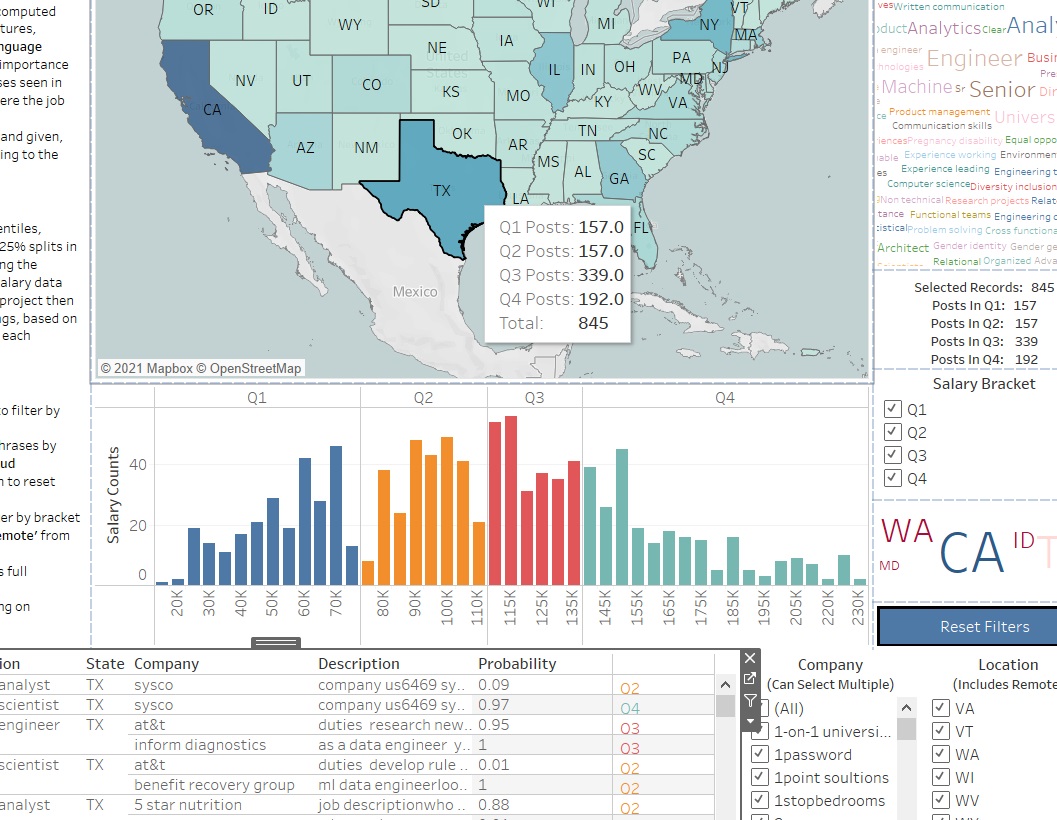 computed
tures,
nguage
importance
ses seen in
ere the job
and given,
ing to the
entiles,
25% splits in
ng the
salary data
project then
ngs, based on
each
to filter by
hrases by
ud
n to reset
er by bracket
emote’ from
s full
ng on
OR
ID
WY
SD
WI
MI
VT
NY
MA
NE
IA
United
States
NV
UT
CO
KS
MO
IL
IN
OH
PA
NJ
MD
WV
VA
KY
CA
AZ
NM
OK
AR
TN
NC
SC
MS
AL
GA
LA
FL
TX
Mexico
Q1 Posts: 157.0
Q2 Posts: 157.0
Q3 Posts: 339.0
Q4 Posts: 192.0
Total: 845
© 2021 Mapbox © OpenStreetMap
ves Written communication
duct Analytics Clear Anal
engineer
Engineer Busin
hnologies
Machine Sr Senior Dir
ce Product management
Communication skills Univers
iences Pregnancy disability Equal oppo
iable Experience working Environmen
es Experience leading Engineering t
Computer science Diversity inclusion
Non technical Research projects Relat
tance Functional teams Engineering c
tistical Problem solving Cross functiona
Architect Gender identity Gender ge
Relational Organized Adva
Selected Records: 845
Posts In Q1: 157
Posts In Q2: 157
Posts In Q3: 339
Posts In Q4: 192
Salary Bracket
Q1
Q2
Q3
Q4
WA
CA
ID
T
MD
Reset Filters
Q1 Q2 Q3 Q4
Salary Counts
40
20
0
20K 30K 40K 50K 60K 70K 80K 90K 100K 110K 115K 125K 135K 145K 155K 165K 175K 185K 195K 205K 220K 230K
ion State Company Description Probability
analyst TX sysco company us6469 sy.. 0.09 Q2
scientist TX sysco company us6469 sy.. 0.97 Q4
engineer TX at&t duties research new.. 0.95 Q3
inform diagnostics as a data engineer y.. 1 Q3
scientist TX at&t duties develop rule .. 0.01 Q2
benefit recovery group ml data engineerloo.. 1 Q2
analyst TX 5 star nutrition job descriptionwho .. 0.88 Q2
Company
(Can Select Multiple)
(All)
1-on-1 universi...
1password
1point soultions
1stopbedrooms
Location
(Includes Remote
VA
VT
WA
WI
WV